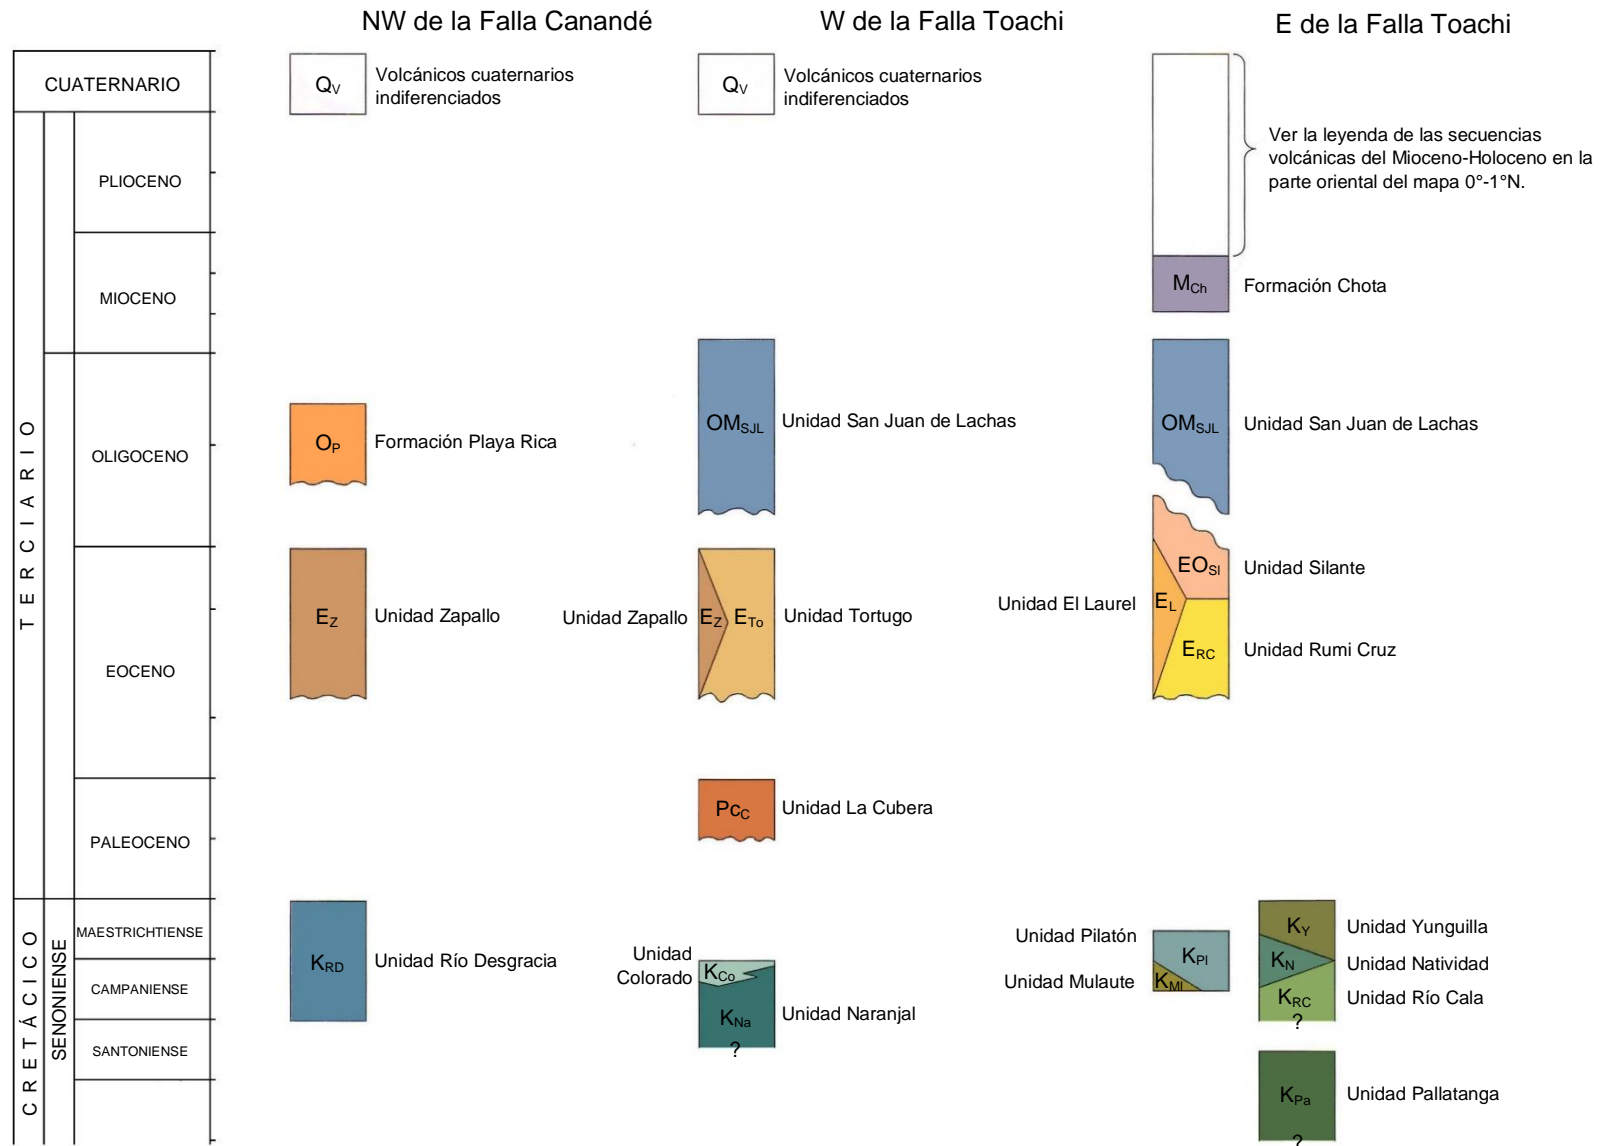 NW de la Falla Canandé
W de la Falla Toachi
E de la Falla Toachi
CUATERNARIO
TERCIARIO
PLIOCENO
MIOCENO
OLIGOCENO
EOCENO
PALEOCENO
CRETÁCICO
SENONIENSE
MAESTRICHTIENSE
CAMPANIENSE
SANTONIENSE
QV
Volcánicos cuaternarios
indiferenciados
OP
Formación Playa Rica
EZ
Unidad Zapallo
KRD
Unidad Río Desgracia
QV
Volcánicos cuaternarios
indiferenciados
OMSJL
Unidad San Juan de Lachas
Unidad Zapallo
EZ
ETo
Unidad Tortugo
PcC
Unidad La Cubera
Unidad
Colorado
KCo
KNa
?
Unidad Naranjal
Ver la leyenda de las secuencias
volcánicas del Mioceno-Holoceno en la
parte oriental del mapa 0°-1°N.
MCh
Formación Chota
OMSJL
Unidad San Juan de Lachas
EOSI
Unidad Silante
Unidad El Laurel
EL
ERC
Unidad Rumi Cruz
Unidad Pilatón
KPI
Unidad Mulaute
KMI
KY
Unidad Yunguilla
KN
Unidad Natividad
KRC
Unidad Río Cala
?
KPa
Unidad Pallatanga
?